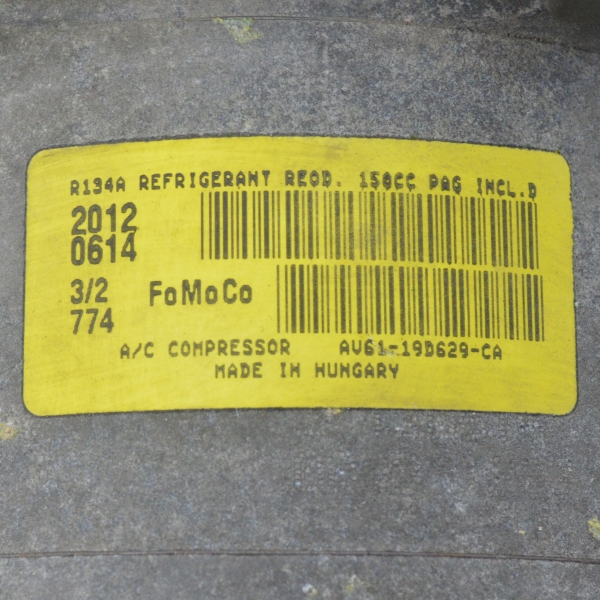 R134A REFRIGERANT REQD. 150CC PAG INCL.D
2012
0614
3/2
774
FoMoCo
A/C COMPRESSOR AV61-19D629-CA
MADE IN HUNGARY